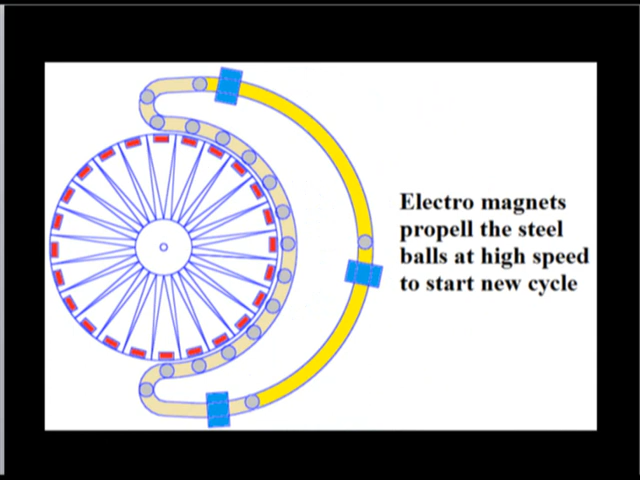 Electro magnets
propell the steel
balls at high speed
to start new cycle